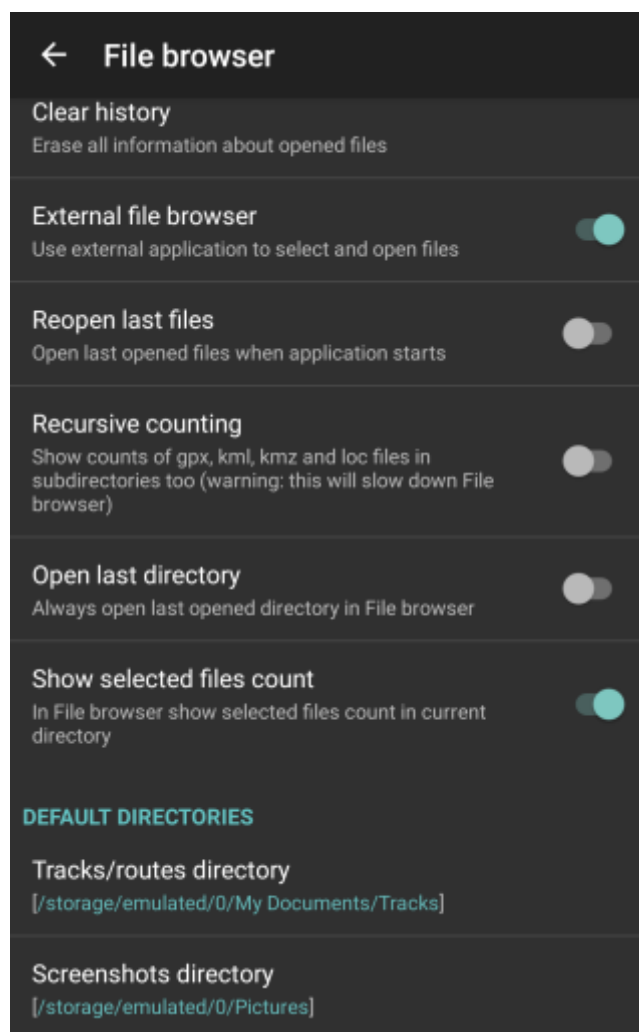 File browser
Clear history
Erase all information about opened files
External file browser
Use external application to select and open files
Reopen last files
Open last opened files when application starts
Recursive counting
Show counts of gpx, kml, kmz and loc files in
subdirectories too (warning: this will slow down File
browser)
Open last directory
Always open last opened directory in File browser
Show selected files count
In File browser show selected files count in current
directory
DEFAULT DIRECTORIES
Tracks/routes directory
[/storage/emulated/0/My Documents/Tracks]
Screenshots directory
[/storage/emulated/0/Pictures]